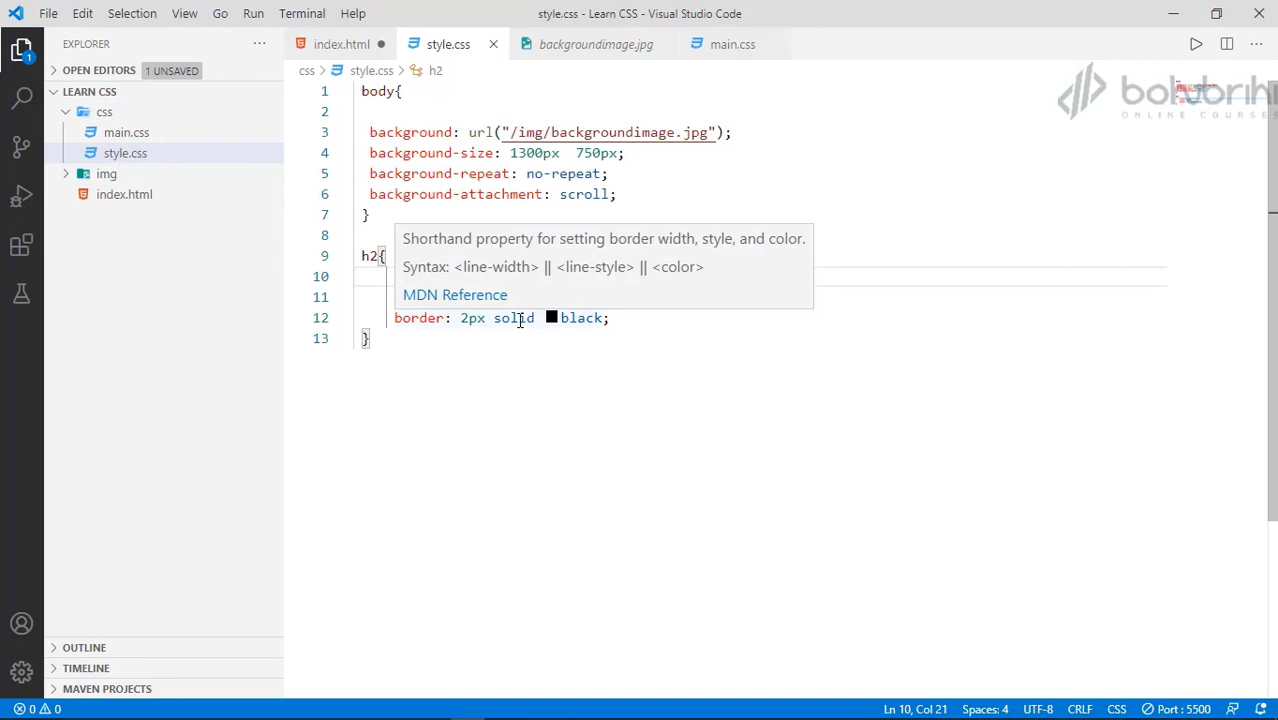 File Edit Selection View Go Run Terminal Help style.css - Learn CSS - Visual Studio Code
EXPLORER
index.html style.css backgroundimage.jpg main.css
OPEN EDITORS 1 UNSAVED
css > style.css > h2
LEARN CSS
css
main.css
style.css
img
index.html
1 body{
2
3 background: url("/img/backgroundimage.jpg");
4 background-size: 1300px 750px;
5 background-repeat: no-repeat;
6 background-attachment: scroll;
7 }
8
9 h2{
10
11
12 border: 2px solid black;
13 }
Shorthand property for setting border width, style, and color.
Syntax: <line-width> || <line-style> || <color>
MDN Reference
ONLINE COURSES
1
OUTLINE
TIMELINE
MAVEN PROJECTS
0 0 Ln 10, Col 21 Spaces: 4 UTF-8 CRLF CSS Port : 5500